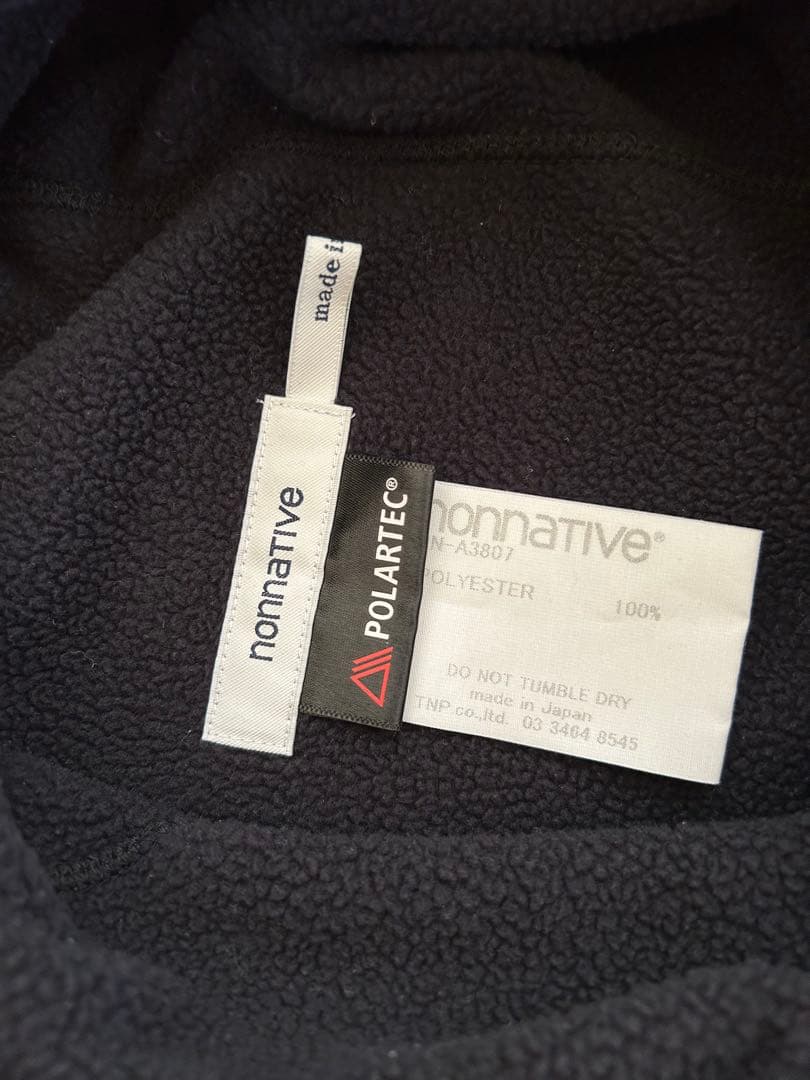 made
nonnative
POLARTEC®
nonnative®
N-A3807
POLYESTER 100%
DO NOT TUMBLE DRY
made in Japan
TNP co.,ltd. 03 3464 8545